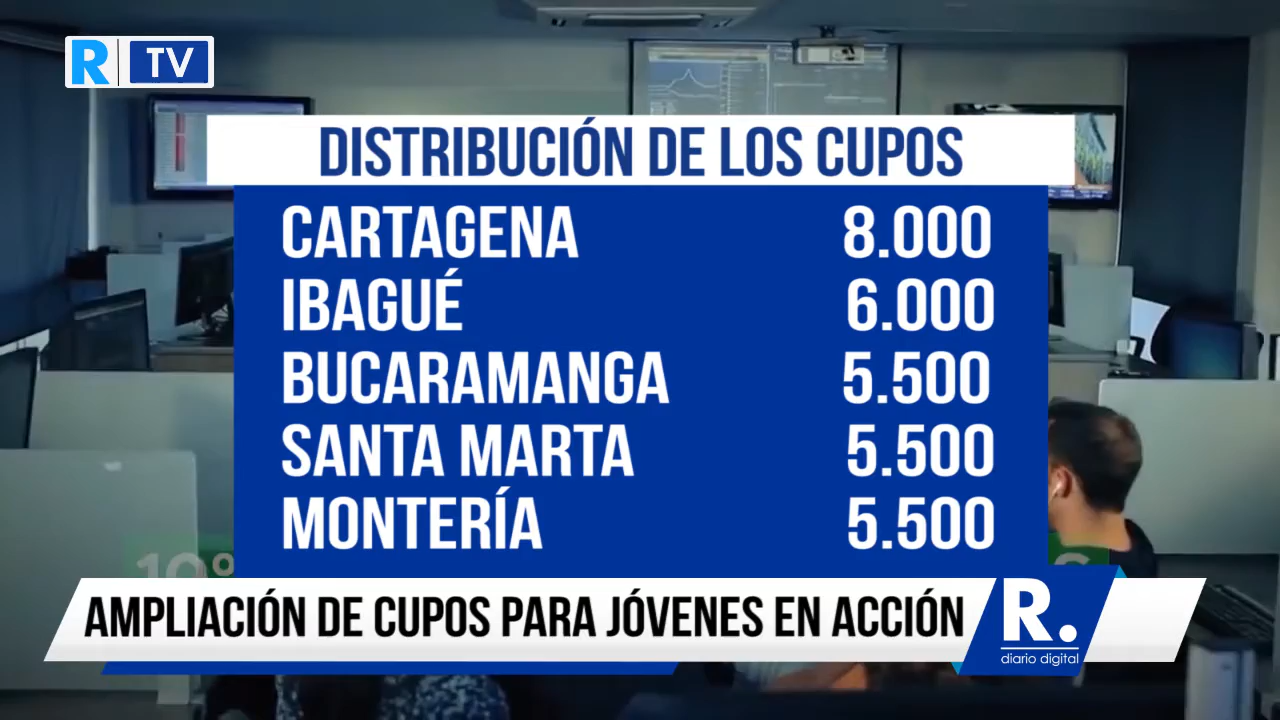 R TV
DISTRIBUCIÓN DE LOS CUPOS
CARTAGENA 8.000
IBAGUÉ 6.000
BUCARAMANGA 5.500
SANTA MARTA 5.500
MONTERÍA 5.500
10º
AMPLIACIÓN DE CUPOS PARA JÓVENES EN ACCIÓN
R.
diario digital